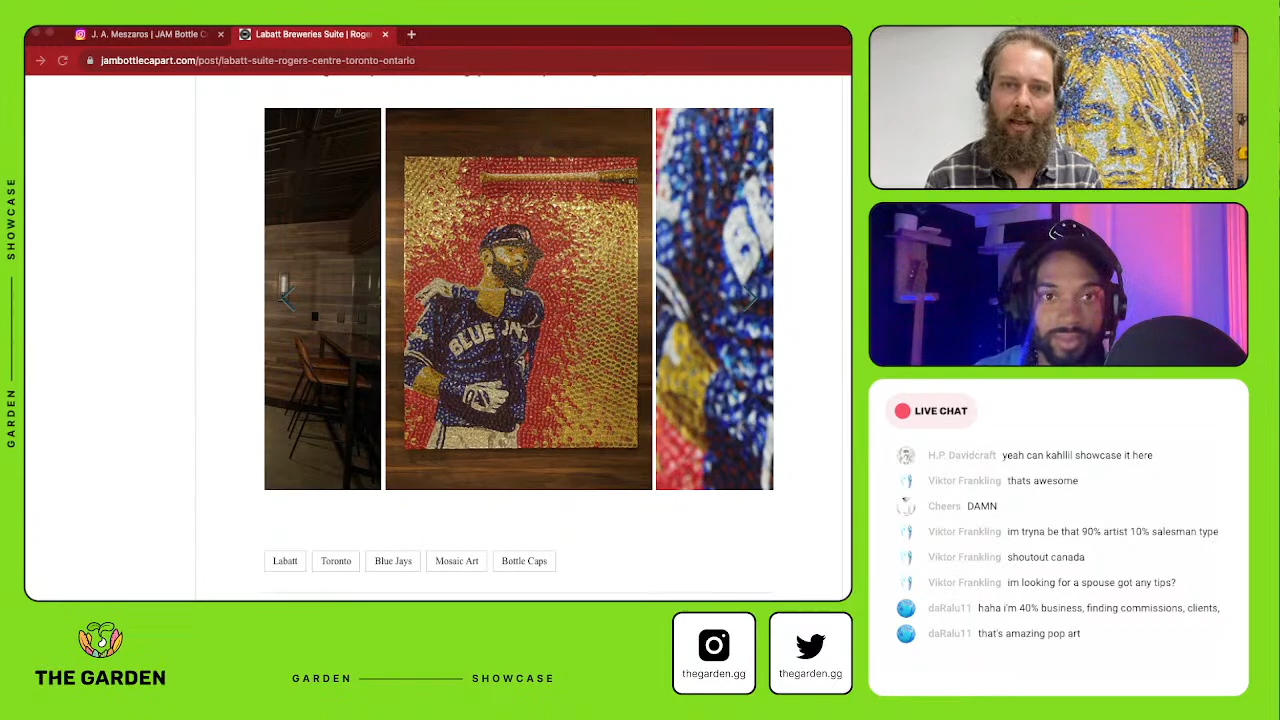 J. A. Meszaros | JAM Bottle C
Labatt Breweries Suite | Roge
jambottlecapart.com/post/labatt-suite-rogers-centre-toronto-ontario
BLUE JAYS
Labatt
Toronto
Blue Jays
Mosaic Art
Bottle Caps
GARDEN SHOWCASE
LIVE CHAT
H.P. Davidcraft yeah can kahllil showcase it here
Viktor Frankling thats awesome
Cheers DAMN
Viktor Frankling im tryna be that 90% artist 10% salesman type
Viktor Frankling shoutout canada
Viktor Frankling im looking for a spouse got any tips?
daRalu11 haha i'm 40% business, finding commissions, clients,
daRalu11 that's amazing pop art
THE GARDEN
GARDEN SHOWCASE
thegarden.gg
thegarden.gg